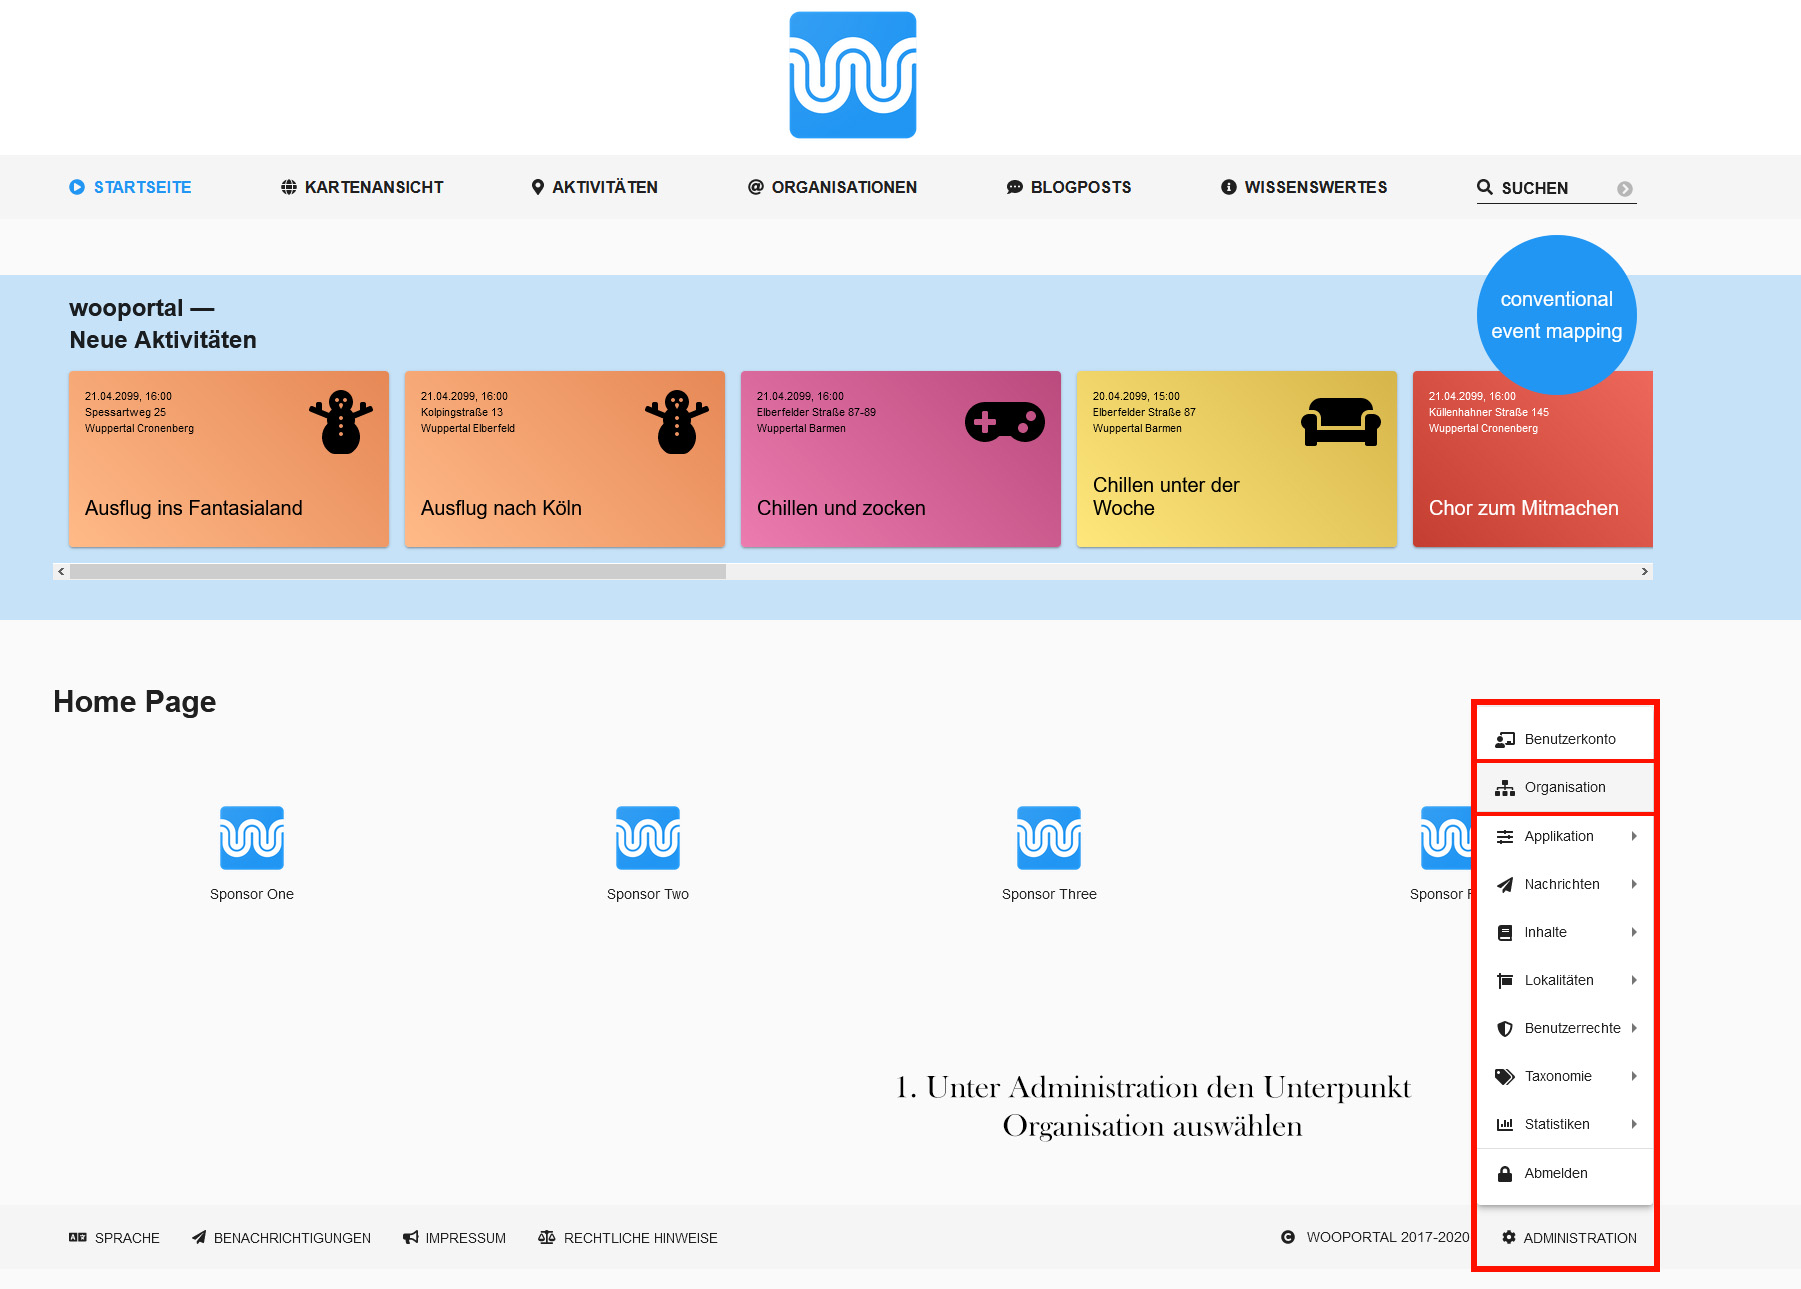 STARTSEITE
KARTENANSICHT
AKTIVITÄTEN
ORGANISATIONEN
BLOGPOSTS
WISSENSWERTES
SUCHEN
conventional
event mapping
wooportal —
Neue Aktivitäten
21.04.2099, 16:00
Spessartweg 25
Wuppertal Cronenberg
Ausflug ins Fantasialand
21.04.2099, 16:00
Kolpingstraße 13
Wuppertal Elberfeld
Ausflug nach Köln
21.04.2099, 16:00
Elberfelder Straße 87-89
Wuppertal Barmen
Chillen und zocken
20.04.2099, 15:00
Elberfelder Straße 87
Wuppertal Barmen
Chillen unter der
Woche
21.04.2099, 16:00
Küllenhahner Straße 145
Wuppertal Cronenberg
Chor zum Mitmachen
Home Page
Sponsor One
Sponsor Two
Sponsor Three
Sponsor
Benutzerkonto
Organisation
Applikation
Nachrichten
Inhalte
Lokalitäten
Benutzerrechte
Taxonomie
Statistiken
Abmelden
1. Unter Administration den Unterpunkt
Organisation auswählen
SPRACHE
BENACHRICHTIGUNGEN
IMPRESSUM
RECHTLICHE HINWEISE
WOOPORTAL 2017-2020
ADMINISTRATION